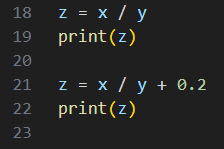 18 z = x / y
19 print(z)
20
21 z = x / y + 0.2
22 print(z)
23